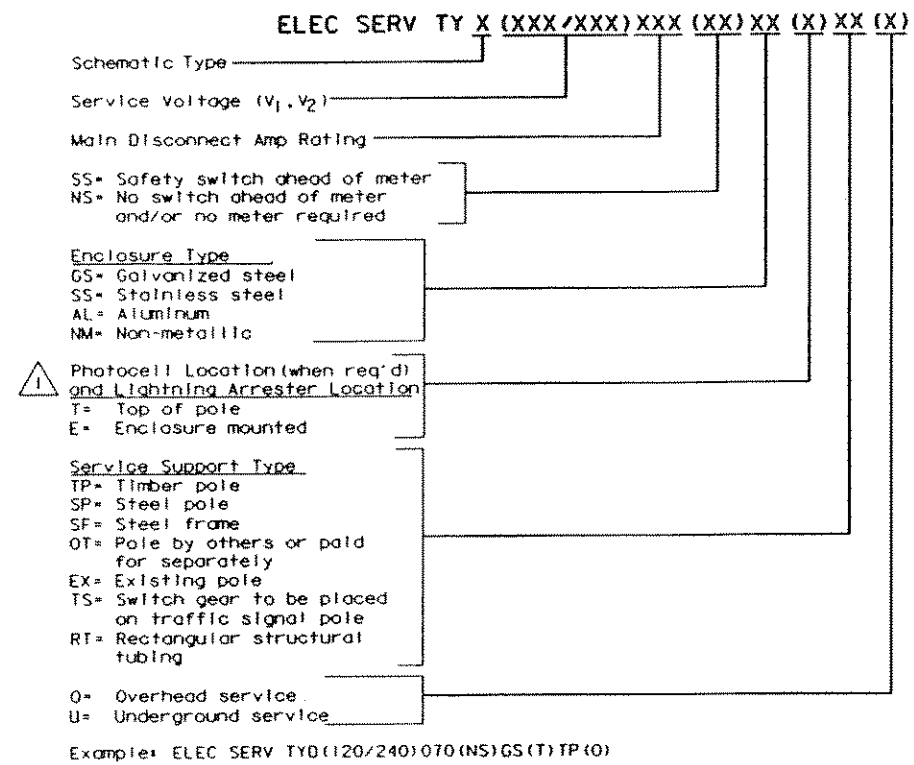 ELEC SERV TY X (XXX/XXX) XXX (XX) XX (X) XX (X)
Schematic Type
Service Voltage (V1, V2)
Main Disconnect Amp Rating
SS= Safety switch ahead of meter
NS= No switch ahead of meter
and/or no meter required
Enclosure Type
GS= Galvanized steel
SS= Stainless steel
AL= Aluminum
NM= Non-metallic
1
Photocell Location (when req'd)
and Lightning Arrester Location
T= Top of pole
E= Enclosure mounted
Service Support Type
TP= Timber pole
SP= Steel pole
SF= Steel frame
OT= Pole by others or paid
for separately
EX= Existing pole
TS= Switch gear to be placed
on traffic signal pole
RT= Rectangular structural
tubing
O= Overhead service
U= Underground service
Example: ELEC SERV TYD(120/240)070(NS)GS(T)TP(O)